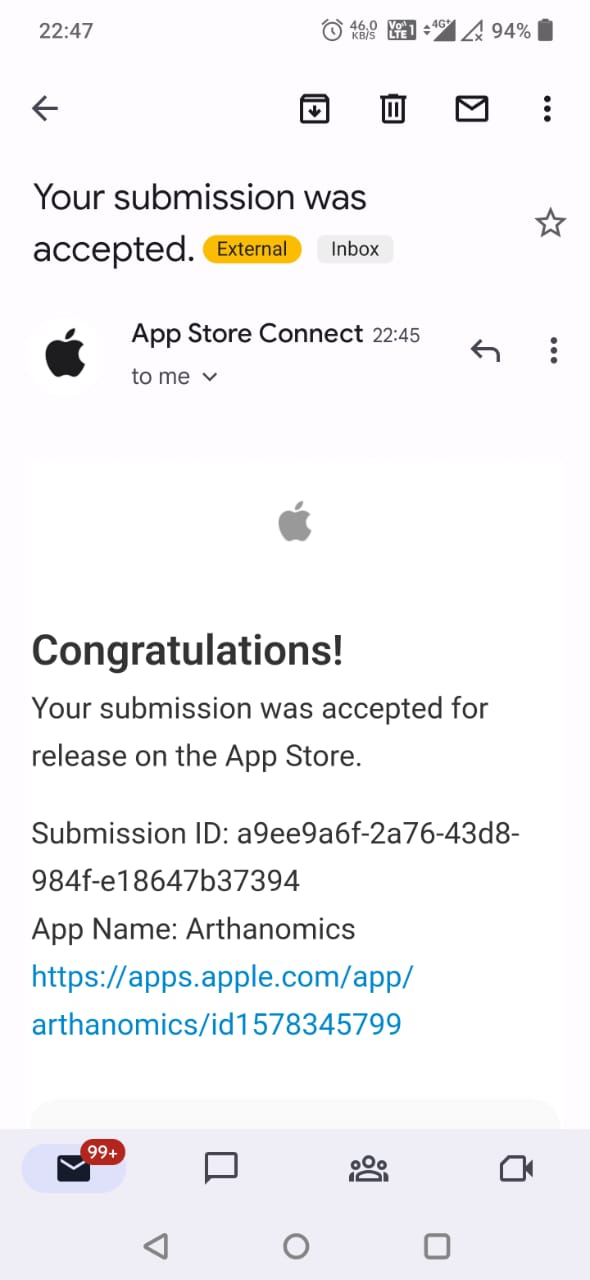 22:47 46.0 KB/S VoLTE 1 4G+ 94%
Your submission was
accepted. External Inbox
App Store Connect 22:45
to me
Congratulations!
Your submission was accepted for
release on the App Store.
Submission ID: a9ee9a6f-2a76-43d8-
984f-e18647b37394
App Name: Arthanomics
https://apps.apple.com/app/
arthanomics/id1578345799
99+